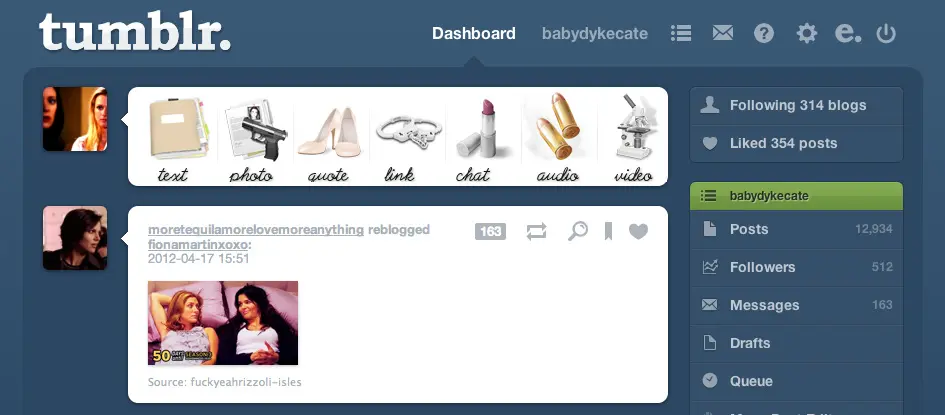 tumblr.
Dashboard
babydykecate
?
e.
text
photo
quote
link
chat
audio
video
Following 314 blogs
Liked 354 posts
babydykecate
Posts 12,934
Followers 512
Messages 163
Drafts
Queue
moretequilamorelovemoreanything reblogged
fionamartinxoxo:
2012-04-17 15:51
163
50 DAYS UNTIL SEASON 3
Source: fuckyeahrizzoli-isles